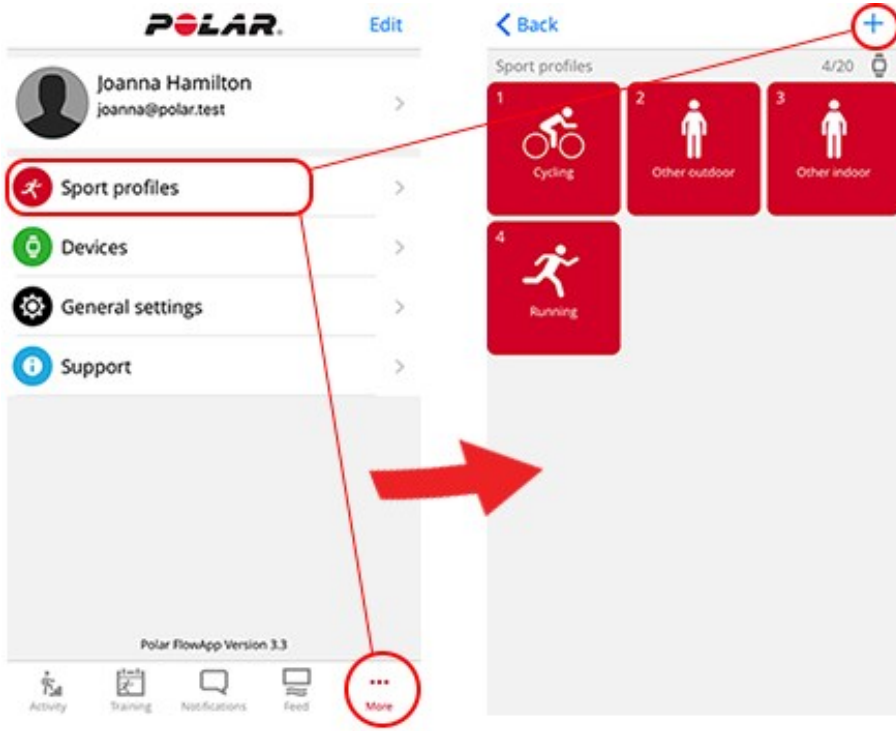 POLAR.
Edit
Joanna Hamilton
joanna@polar.test
Sport profiles
Devices
General settings
Support
Polar FlowApp Version 3.3
Activity
Training
Notifications
Feed
More
Back
Sport profiles
4/20
1
Cycling
2
Other outdoor
3
Other indoor
4
Running